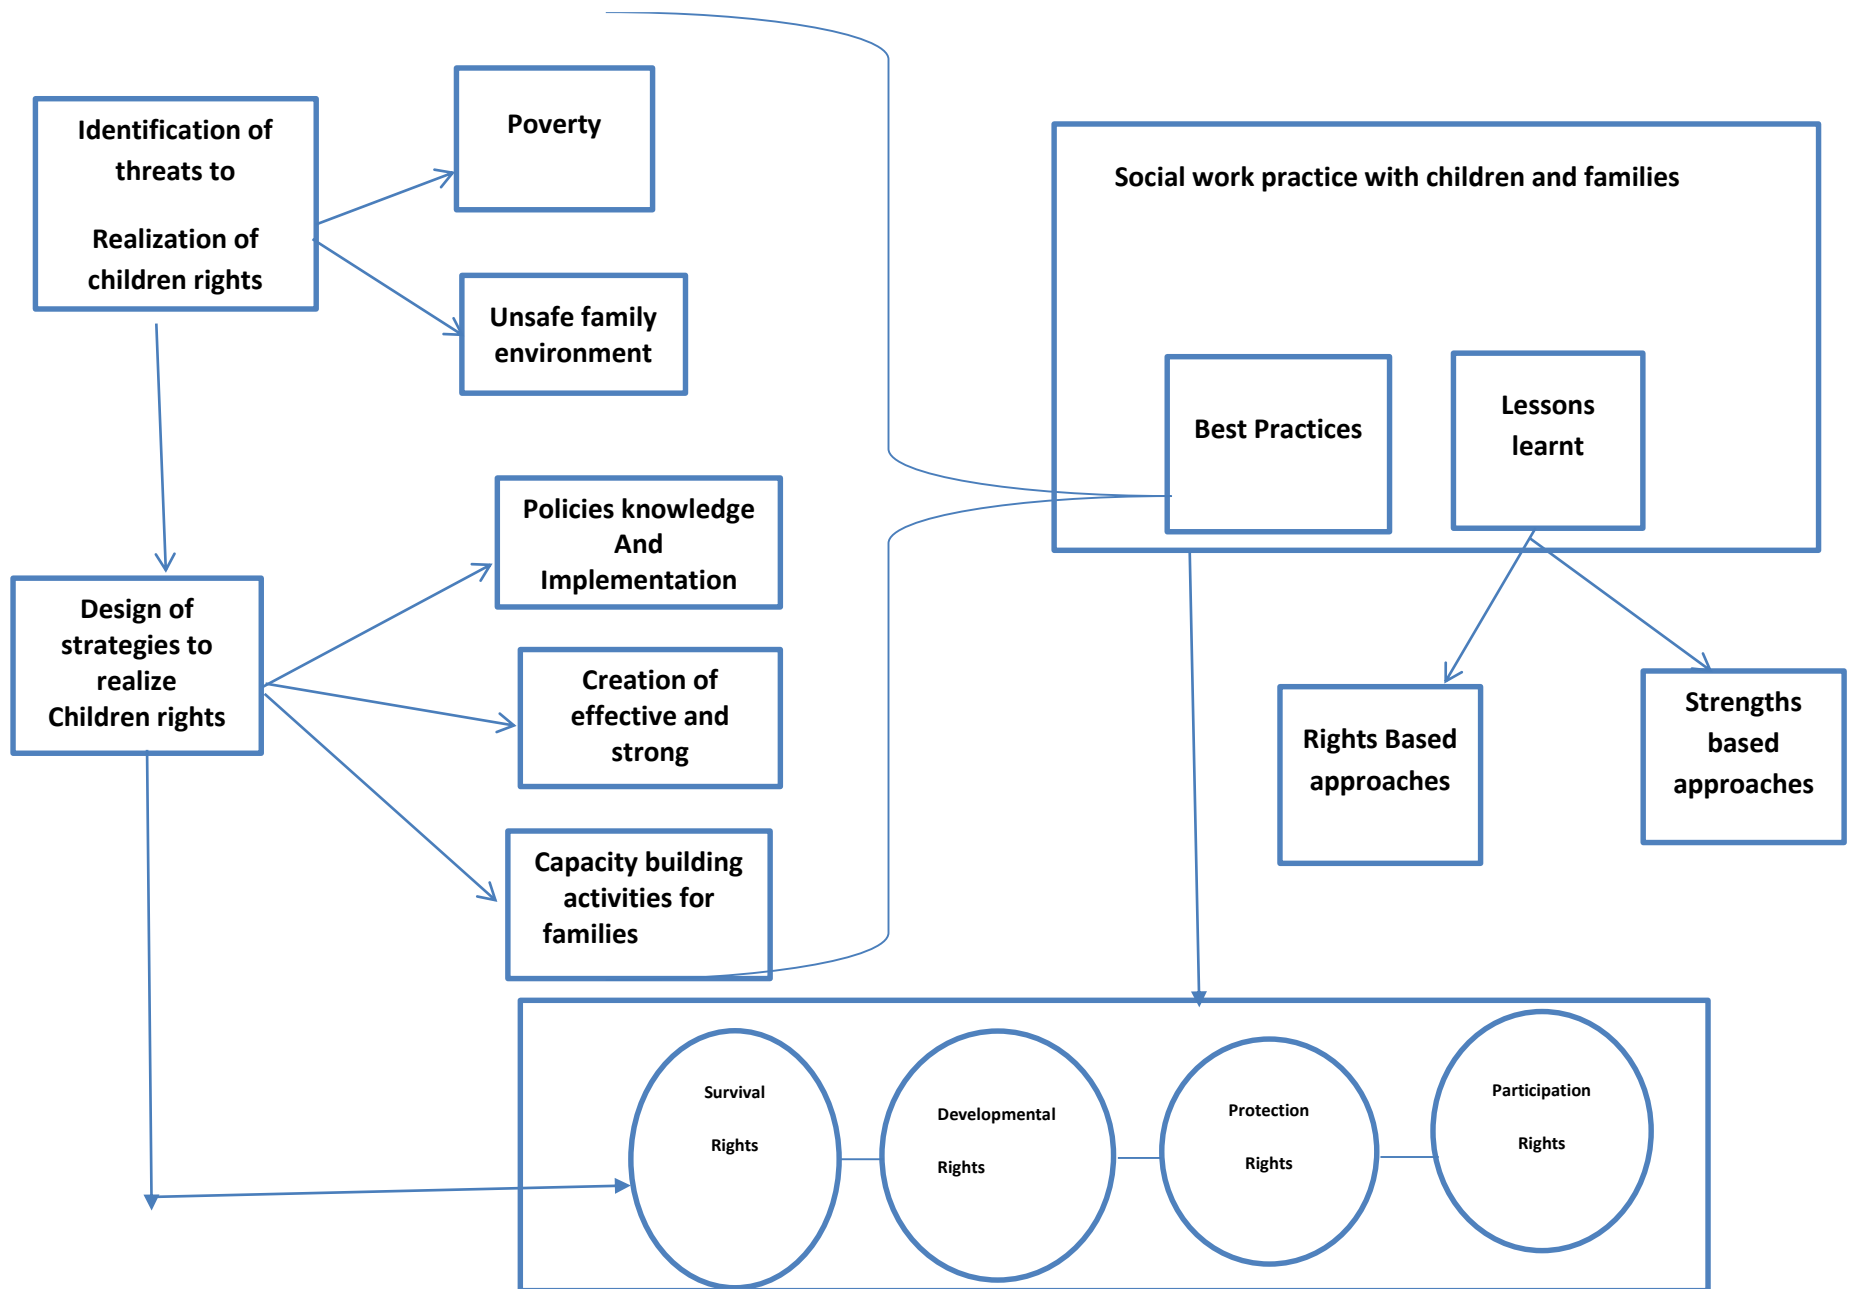 Identification of
threats to
Realization of
children rights
Poverty
Unsafe family
environment
Social work practice with children and families
Best Practices
Lessons
learnt
Policies knowledge
And
Implementation
Design of
strategies to
realize
Children rights
Creation of
effective and
strong
Capacity building
activities for
families
Rights Based
approaches
Strengths
based
approaches
Survival
Rights
Developmental
Rights
Protection
Rights
Participation
Rights